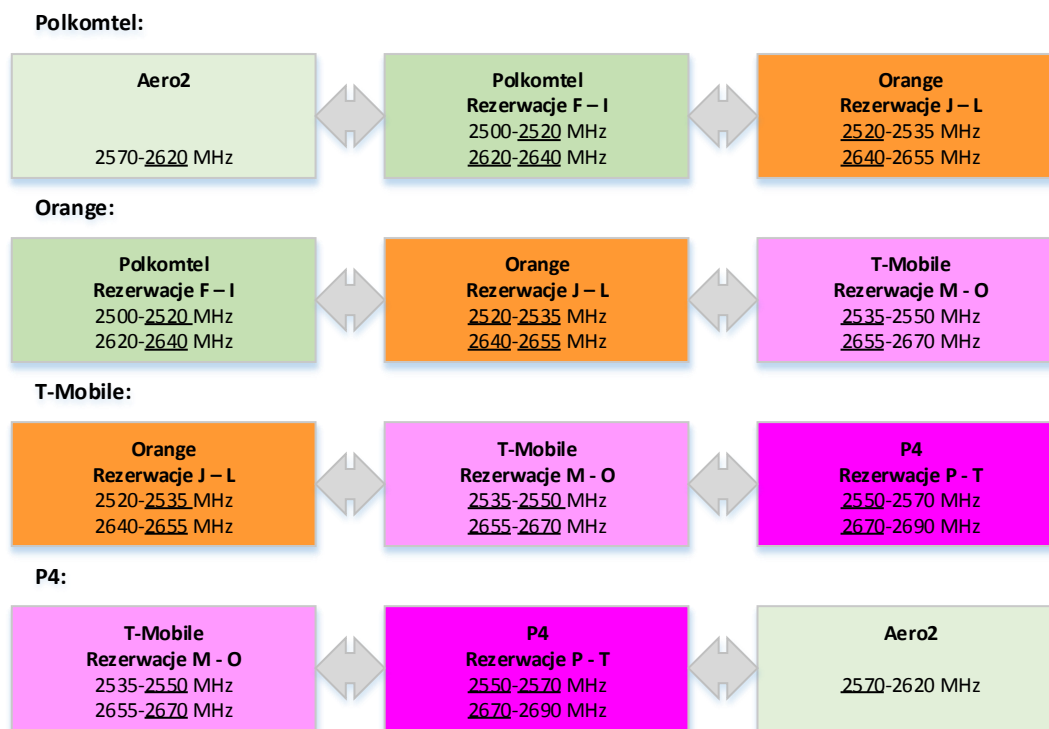 Polkomtel:
Aero2
2570-2620 MHz
Polkomtel
Rezerwacje F – I
2500-2520 MHz
2620-2640 MHz
Orange
Rezerwacje J – L
2520-2535 MHz
2640-2655 MHz
Orange:
Polkomtel
Rezerwacje F – I
2500-2520 MHz
2620-2640 MHz
Orange
Rezerwacje J – L
2520-2535 MHz
2640-2655 MHz
T-Mobile
Rezerwacje M - O
2535-2550 MHz
2655-2670 MHz
T-Mobile:
Orange
Rezerwacje J – L
2520-2535 MHz
2640-2655 MHz
T-Mobile
Rezerwacje M - O
2535-2550 MHz
2655-2670 MHz
P4
Rezerwacje P - T
2550-2570 MHz
2670-2690 MHz
P4:
T-Mobile
Rezerwacje M - O
2535-2550 MHz
2655-2670 MHz
P4
Rezerwacje P - T
2550-2570 MHz
2670-2690 MHz
Aero2
2570-2620 MHz